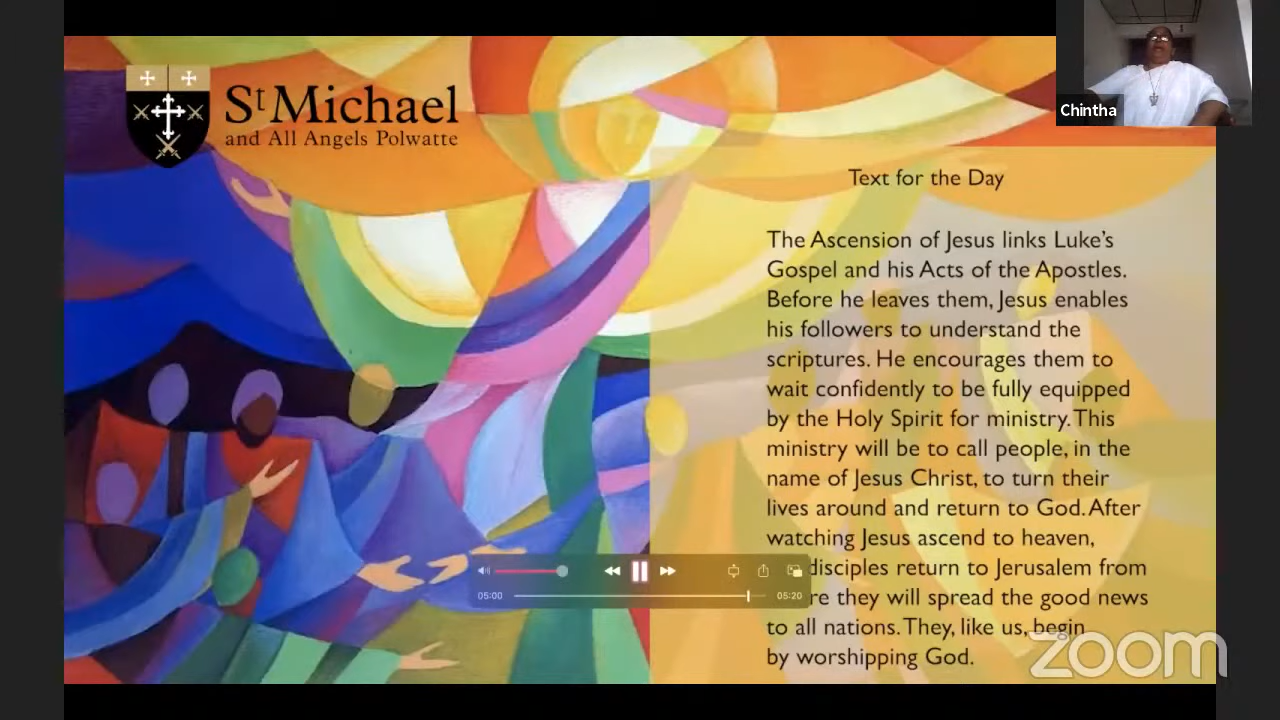 St Michael
and All Angels Polwatte
Chintha
Text for the Day
The Ascension of Jesus links Luke's
Gospel and his Acts of the Apostles.
Before he leaves them, Jesus enables
his followers to understand the
scriptures. He encourages them to
wait confidently to be fully equipped
by the Holy Spirit for ministry. This
ministry will be to call people, in the
name of Jesus Christ, to turn their
lives around and return to God. After
watching Jesus ascend to heaven,
disciples return to Jerusalem from
they will spread the good news
to all nations. They, like us, begin
by worshipping God.
05:00
05:20
zoom